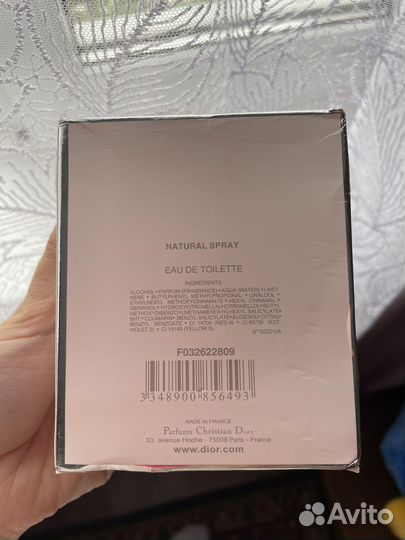 NATURAL SPRAY
EAU DE TOILETTE
INGREDIENTS:
ALCOHOL • PARFUM (FRAGRANCE) • AQUA (WATER) • LIMO-
NENE • BUTYLPHENYL METHYLPROPIONAL • LINALOOL •
ETHYLHEXYL METHOXYCINNAMATE • HEXYL CINNAMAL •
GERANIOL • HYDROXYCITRONELLAL • CITRONELLOL • BUTYL
METHOXYDIBENZOYLMETHANE • ETHYLHEXYL SALICYLATE •
BHT • COUMARIN • BENZYL SALICYLATE • EUGENOL • CITRAL •
BENZYL BENZOATE • CI 14700 (RED 4) • CI 60730 (EXT.
VIOLET 2) • CI 19140 (YELLOW 5). N° 03321/A
F032622809
3 348900 856493
MADE IN FRANCE
Parfums Christian Dior
33, avenue Hoche - 75008 Paris - France
www.dior.com
Avito